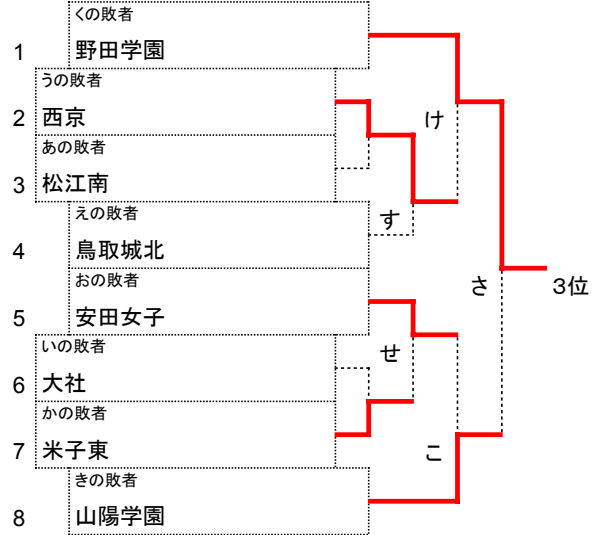 くの敗者
1 野田学園
うの敗者
2 西京
け
あの敗者
3 松江南
す
えの敗者
4 鳥取城北
さ 3位
おの敗者
5 安田女子
せ
いの敗者
6 大社
かの敗者
7 米子東
こ
きの敗者
8 山陽学園